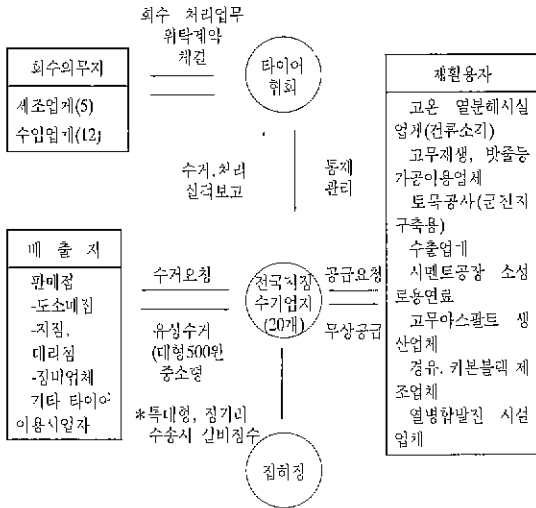 회수 처리업무
위탁계약
체결
회수의무자
제조업계(5)
수입업계(12)
타이어
협회
수거, 처리
실적보고
통제
관리
재활용자
고온 열분해시설
업체(건류소각)
고무재생, 밧줄등
가공이용업체
토목공사(군진지
구축용)
수출업계
시멘트공장 소성
로용연료
고무아스팔트 생
산업체
경유, 카본블랙 제
조업체
열병합발전 시설
업체
배출자
판매점
-도소매점
-지점,
대리점
-정비업체
기타 타이어
이용사업자
수거요청
유상수거
(대형500원
중소형
*특대형, 장거리
수송시 실비징수
전국지정
수거업자
(20개)
공급요청
무상공급
집하장